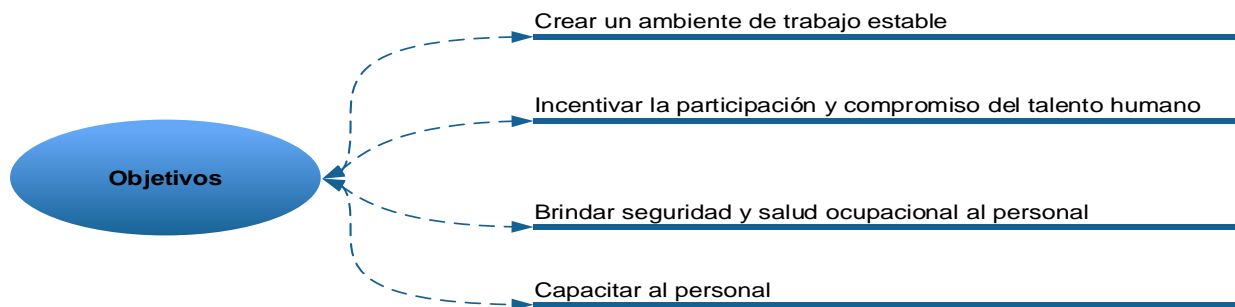 Crear un ambiente de trabajo estable
Incentivar la participación y compromiso del talento humano
Objetivos
Brindar seguridad y salud ocupacional al personal
Capacitar al personal